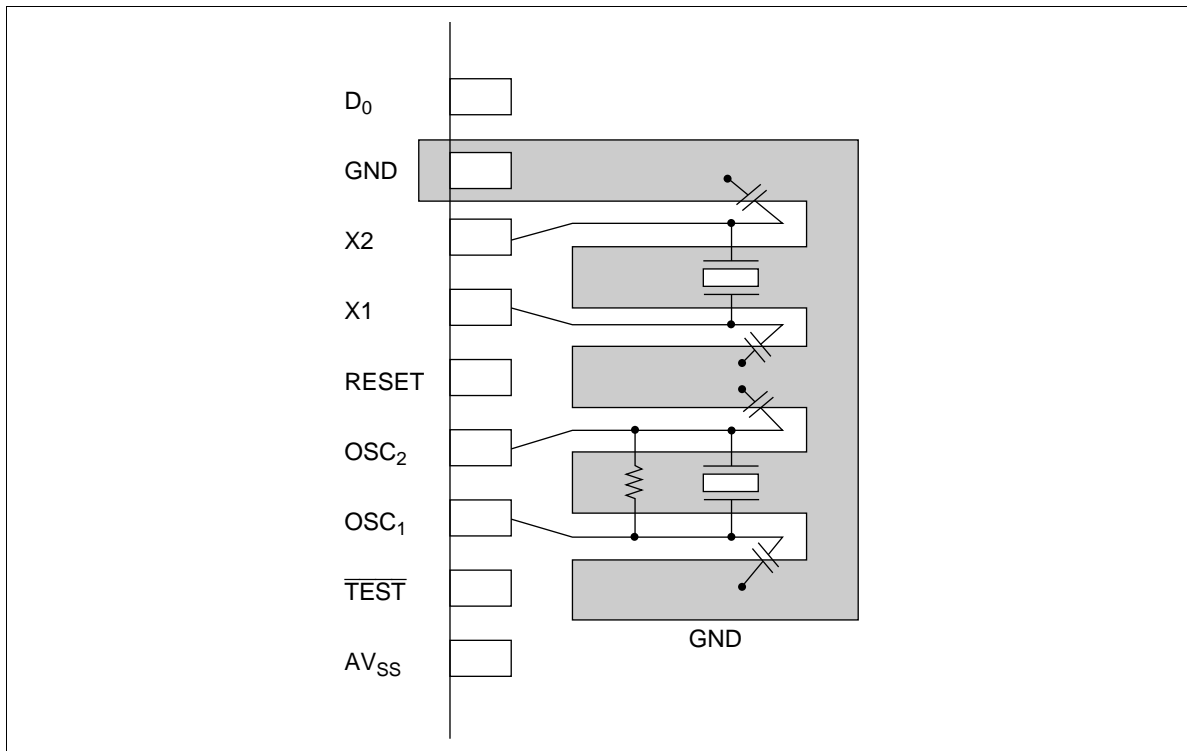 D0
GND
X2
X1
RESET
OSC2
OSC1
TEST
AVSS
GND